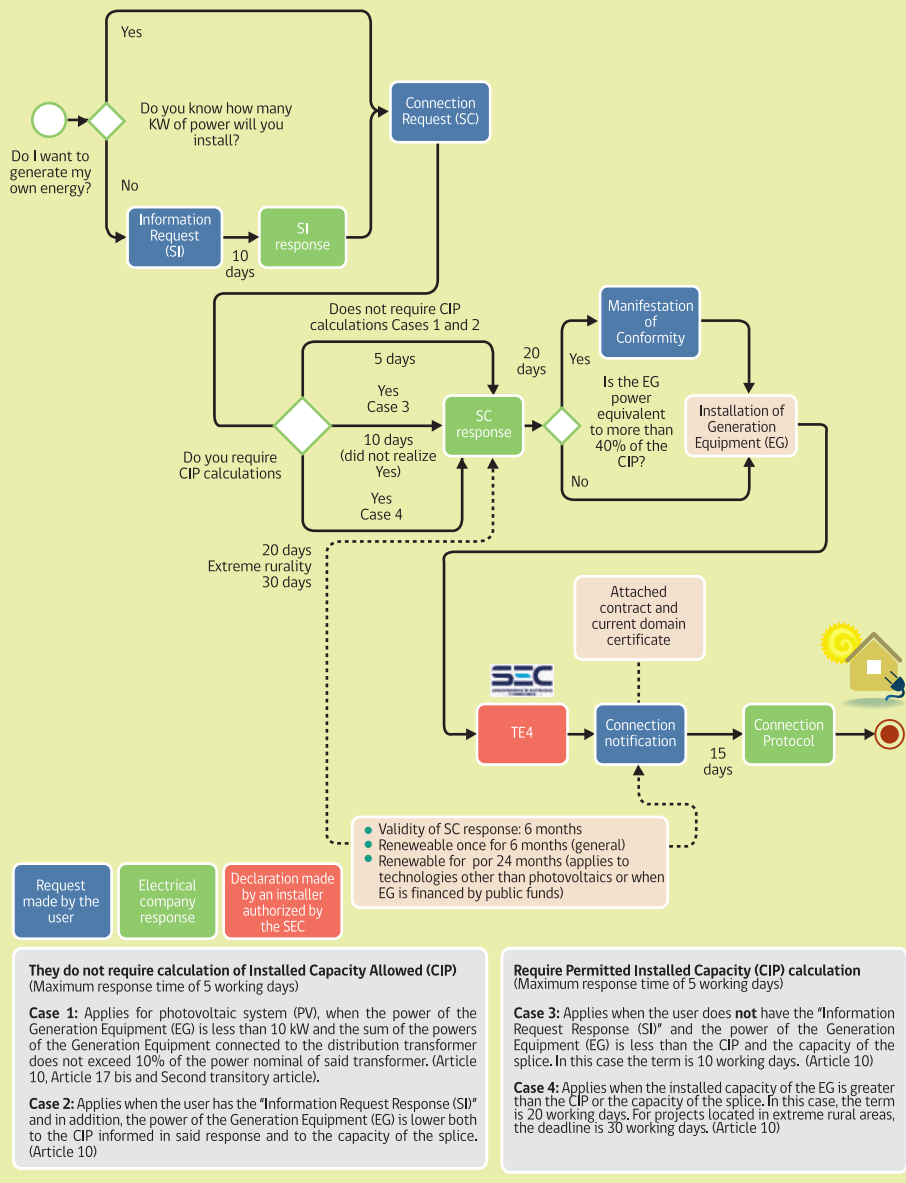 Yes
Do you know how many
KW of power will you
install?
Connection
Request (SC)
Do I want to
generate my
own energy?
No
Information
Request
(SI)
10
days
SI
response
Does not require CIP
calculations Cases 1 and 2
5 days
Yes
Case 3
10 days
(did not realize
Yes)
Yes
Case 4
Do you require
CIP calculations
20 days
Extreme rurality
30 days
SC
response
20
days
Yes
Manifestation
of
Conformity
Is the EG
power
equivalent
to more than
40% of the
CIP?
No
Installation of
Generation
Equipment (EG)
Attached
contract and
current domain
certificate
SEC
TE4
Connection
notification
15
days
Connection
Protocol
Validity of SC response: 6 months
Reneweable once for 6 months (general)
Renewable for por 24 months (applies to
technologies other than photovoltaics or when
EG is financed by public funds)
Request
made by the
user
Electrical
company
response
Declaration made
by an installer
authorized by
the SEC
They do not require calculation of Installed Capacity Allowed (CIP)
(Maximum response time of 5 working days)
Case 1: Applies for photovoltaic system (PV), when the power of the
Generation Equipment (EG) is less than 10 kW and the sum of the powers
of the Generation Equipment connected to the distribution transformer
does not exceed 10% of the power nominal of said transformer. (Article
10, Article 17 bis and Second transitory article).
Case 2: Applies when the user has the "Information Request Response (SI)"
and in addition, the power of the Generation Equipment (EG) is lower both
to the CIP informed in said response and to the capacity of the splice.
(Article 10)
Require Permitted Installed Capacity (CIP) calculation
(Maximum response time of 5 working days)
Case 3: Applies when the user does not have the "Information
Request Response (SI)" and the power of the Generation
Equipment (EG) is less than the CIP and the capacity of the
splice. In this case the term is 10 working days. (Article 10)
Case 4: Applies when the installed capacity of the EG is greater
than the CIP or the capacity of the splice. In this case, the term
is 20 working days. For projects located in extreme rural areas,
the deadline is 30 working days. (Article 10)